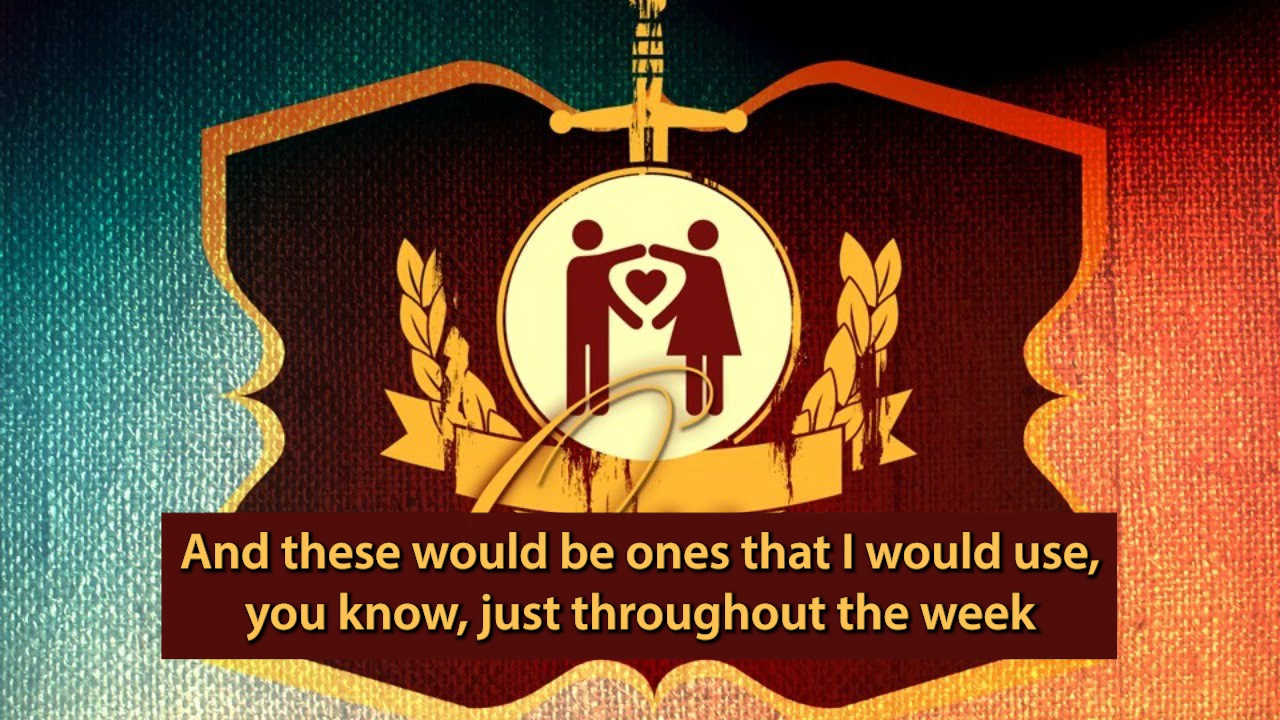 And these would be ones that I would use,
you know, just throughout the week